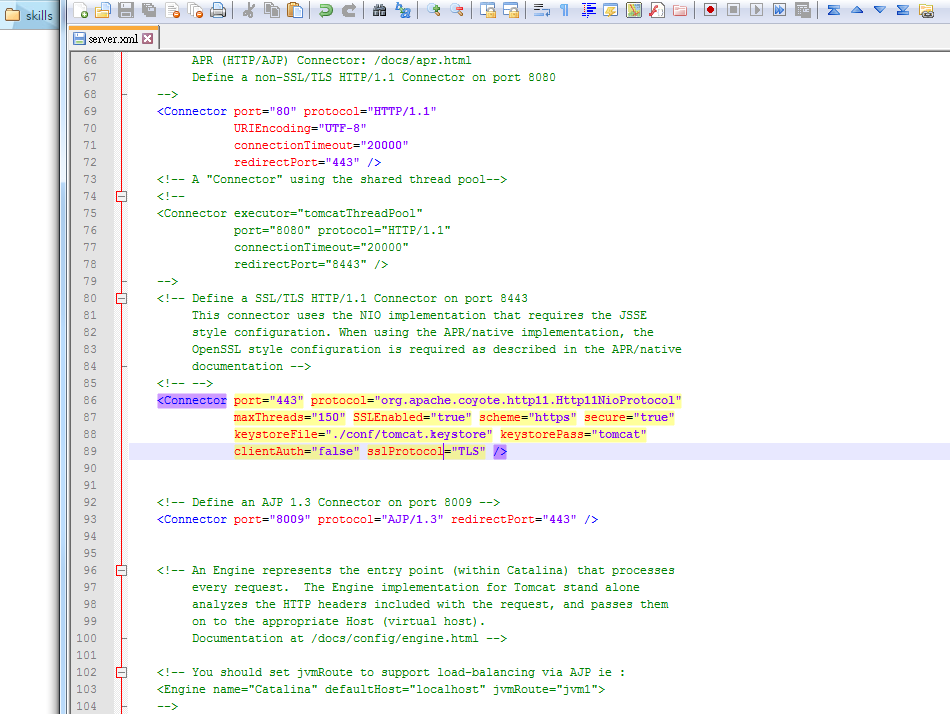 skills
server.xml
66 APR (HTTP/AJP) Connector: /docs/apr.html
67 Define a non-SSL/TLS HTTP/1.1 Connector on port 8080
68 -->
69 <Connector port="80" protocol="HTTP/1.1"
70 URIEncoding="UTF-8"
71 connectionTimeout="20000"
72 redirectPort="443" />
73 <!-- A "Connector" using the shared thread pool-->
74 <!--
75 <Connector executor="tomcatThreadPool"
76 port="8080" protocol="HTTP/1.1"
77 connectionTimeout="20000"
78 redirectPort="8443" />
79 -->
80 <!-- Define a SSL/TLS HTTP/1.1 Connector on port 8443
81 This connector uses the NIO implementation that requires the JSSE
82 style configuration. When using the APR/native implementation, the
83 OpenSSL style configuration is required as described in the APR/native
84 documentation -->
85 <!-- -->
86 <Connector port="443" protocol="org.apache.coyote.http11.Http11NioProtocol"
87 maxThreads="150" SSLEnabled="true" scheme="https" secure="true"
88 keystoreFile="./conf/tomcat.keystore" keystorePass="tomcat"
89 clientAuth="false" sslProtocol="TLS" />
90
91
92 <!-- Define an AJP 1.3 Connector on port 8009 -->
93 <Connector port="8009" protocol="AJP/1.3" redirectPort="443" />
94
95
96 <!-- An Engine represents the entry point (within Catalina) that processes
97 every request.  The Engine implementation for Tomcat stand alone
98 analyzes the HTTP headers included with the request, and passes them
99 on to the appropriate Host (virtual host).
100 Documentation at /docs/config/engine.html -->
101
102 <!-- You should set jvmRoute to support load-balancing via AJP ie :
103 <Engine name="Catalina" defaultHost="localhost" jvmRoute="jvm1">
104 -->